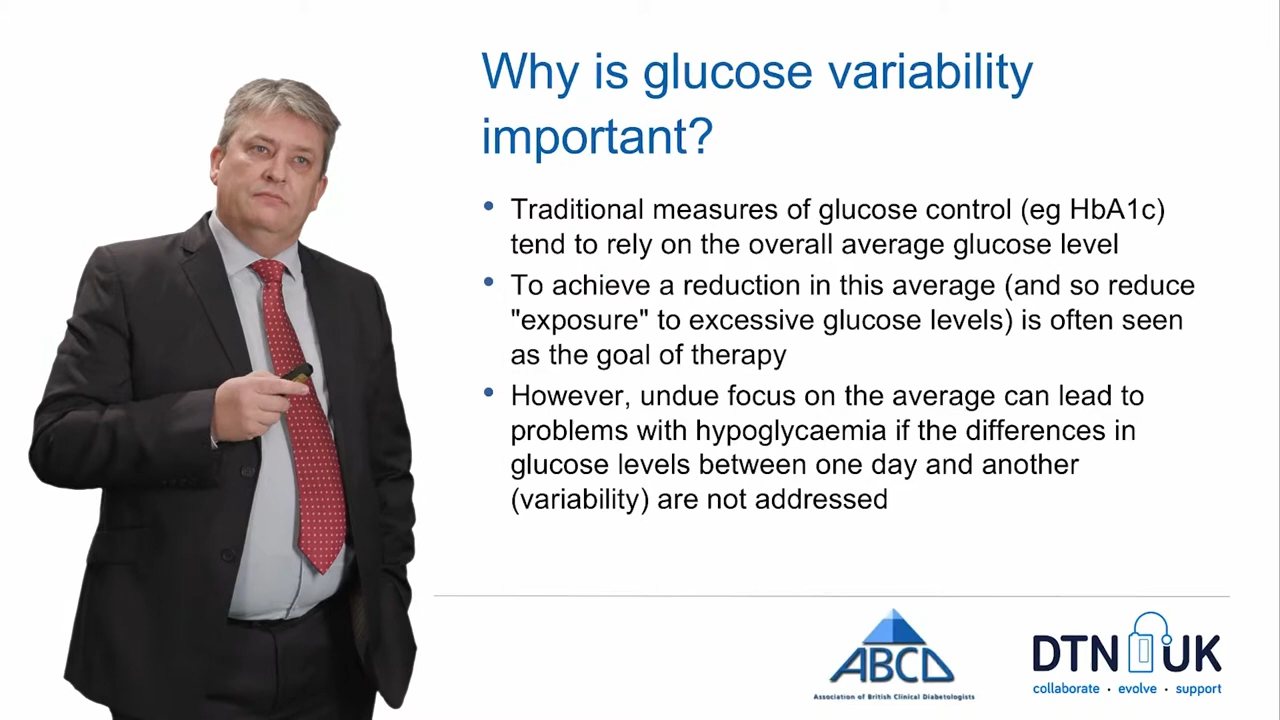 Why is glucose variability
important?
• Traditional measures of glucose control (eg HbA1c)
tend to rely on the overall average glucose level
• To achieve a reduction in this average (and so reduce
"exposure" to excessive glucose levels) is often seen
as the goal of therapy
• However, undue focus on the average can lead to
problems with hypoglycaemia if the differences in
glucose levels between one day and another
(variability) are not addressed
ABCD
Association of British Clinical Diabetologists
DTN UK
collaborate · evolve · support